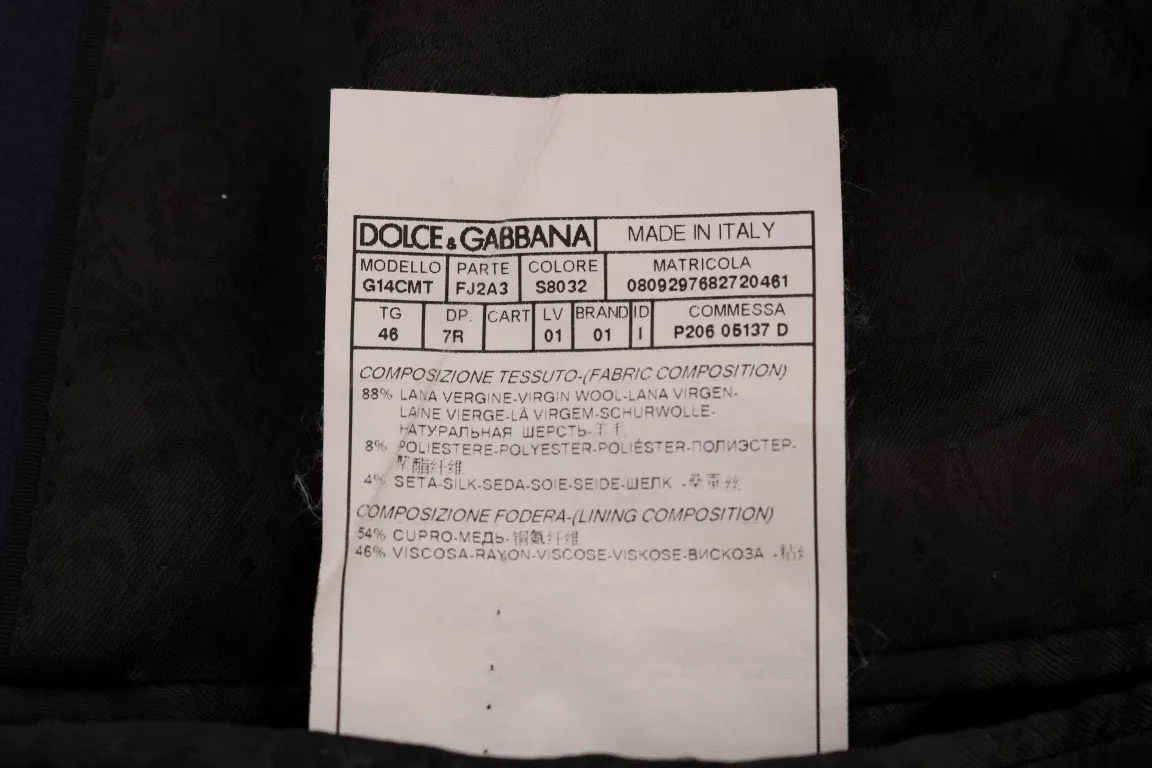 DOLCE & GABBANA MADE IN ITALY
MODELLO PARTE COLORE MATRICOLA
G14CMT FJ2A3 S8032 0809297682720461
TG DP. CART LV BRAND ID COMMESSA
46 7R 01 01 I P206 05137 D
COMPOSIZIONE TESSUTO-(FABRIC COMPOSITION)
88% LANA VERGINE-VIRGIN WOOL-LANA VIRGEN-
LAINE VIERGE-LÃ VIRGEM-SCHURWOLLE-
НАТУРАЛЬНАЯ ШЕРСТЬ-羊毛
8% POLIESTERE-POLYESTER-POLIÉSTER-ПОЛИЭСТЕР-
聚酯纤维
4% SETA-SILK-SEDA-SOIE-SEIDE-ШЕЛК -桑蚕丝
COMPOSIZIONE FODERA-(LINING COMPOSITION)
54% CUPRO-МЕДЬ-铜氨纤维
46% VISCOSA-RAYON-VISCOSE-VISKOSE-ВИСКОЗА -粘